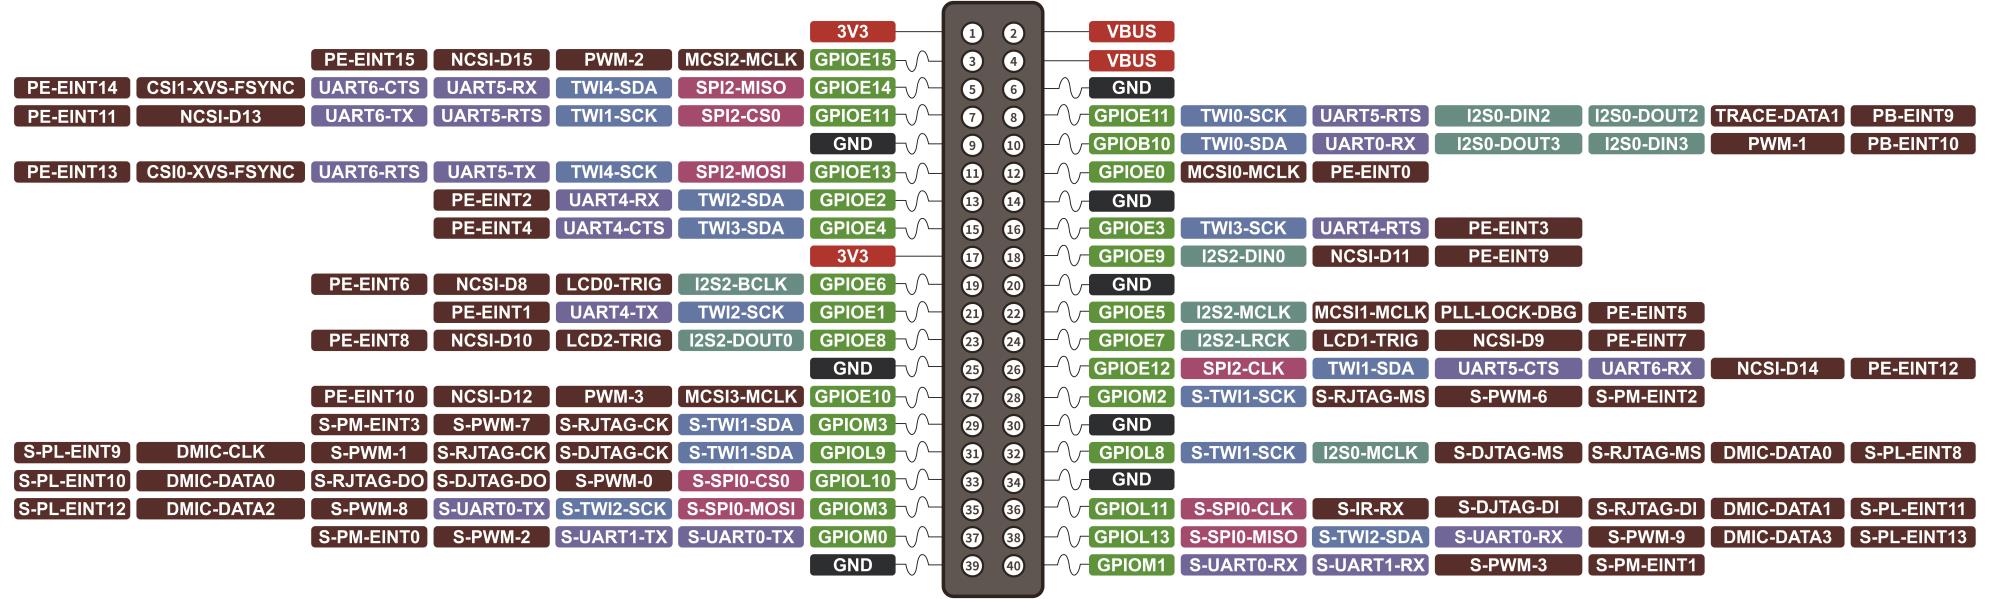 3V3 1 2 VBUS
PE-EINT15 NCSI-D15 PWM-2 MCSI2-MCLK GPIOE15 3 4 VBUS
PE-EINT14 CSI1-XVS-FSYNC UART6-CTS UART5-RX TWI4-SDA SPI2-MISO GPIOE14 5 6 GND
PE-EINT11 NCSI-D13 UART6-TX UART5-RTS TWI1-SCK SPI2-CS0 GPIOE11 7 8 GPIOE11 TWI0-SCK UART5-RTS I2S0-DIN2 I2S0-DOUT2 TRACE-DATA1 PB-EINT9
GND 9 10 GPIOB10 TWI0-SDA UART0-RX I2S0-DOUT3 I2S0-DIN3 PWM-1 PB-EINT10
PE-EINT13 CSI0-XVS-FSYNC UART6-RTS UART5-TX TWI4-SCK SPI2-MOSI GPIOE13 11 12 GPIOE0 MCSI0-MCLK PE-EINT0
PE-EINT2 UART4-RX TWI2-SDA GPIOE2 13 14 GND
PE-EINT4 UART4-CTS TWI3-SDA GPIOE4 15 16 GPIOE3 TWI3-SCK UART4-RTS PE-EINT3
3V3 17 18 GPIOE9 I2S2-DIN0 NCSI-D11 PE-EINT9
PE-EINT6 NCSI-D8 LCD0-TRIG I2S2-BCLK GPIOE6 19 20 GND
PE-EINT1 UART4-TX TWI2-SCK GPIOE1 21 22 GPIOE5 I2S2-MCLK MCSI1-MCLK PLL-LOCK-DBG PE-EINT5
PE-EINT8 NCSI-D10 LCD2-TRIG I2S2-DOUT0 GPIOE8 23 24 GPIOE7 I2S2-LRCK LCD1-TRIG NCSI-D9 PE-EINT7
GND 25 26 GPIOE12 SPI2-CLK TWI1-SDA UART5-CTS UART6-RX NCSI-D14 PE-EINT12
PE-EINT10 NCSI-D12 PWM-3 MCSI3-MCLK GPIOE10 27 28 GPIOM2 S-TWI1-SCK S-RJTAG-MS S-PWM-6 S-PM-EINT2
S-PM-EINT3 S-PWM-7 S-RJTAG-CK S-TWI1-SDA GPIOM3 29 30 GND
S-PL-EINT9 DMIC-CLK S-PWM-1 S-RJTAG-CK S-DJTAG-CK S-TWI1-SDA GPIOL9 31 32 GPIOL8 S-TWI1-SCK I2S0-MCLK S-DJTAG-MS S-RJTAG-MS DMIC-DATA0 S-PL-EINT8
S-PL-EINT10 DMIC-DATA0 S-RJTAG-DO S-DJTAG-DO S-PWM-0 S-SPI0-CS0 GPIOL10 33 34 GND
S-PL-EINT12 DMIC-DATA2 S-PWM-8 S-UART0-TX S-TWI2-SCK S-SPI0-MOSI GPIOM3 35 36 GPIOL11 S-SPI0-CLK S-IR-RX S-DJTAG-DI S-RJTAG-DI DMIC-DATA1 S-PL-EINT11
S-PM-EINT0 S-PWM-2 S-UART1-TX S-UART0-TX GPIOM0 37 38 GPIOL13 S-SPI0-MISO S-TWI2-SDA S-UART0-RX S-PWM-9 DMIC-DATA3 S-PL-EINT13
GND 39 40 GPIOM1 S-UART0-RX S-UART1-RX S-PWM-3 S-PM-EINT1